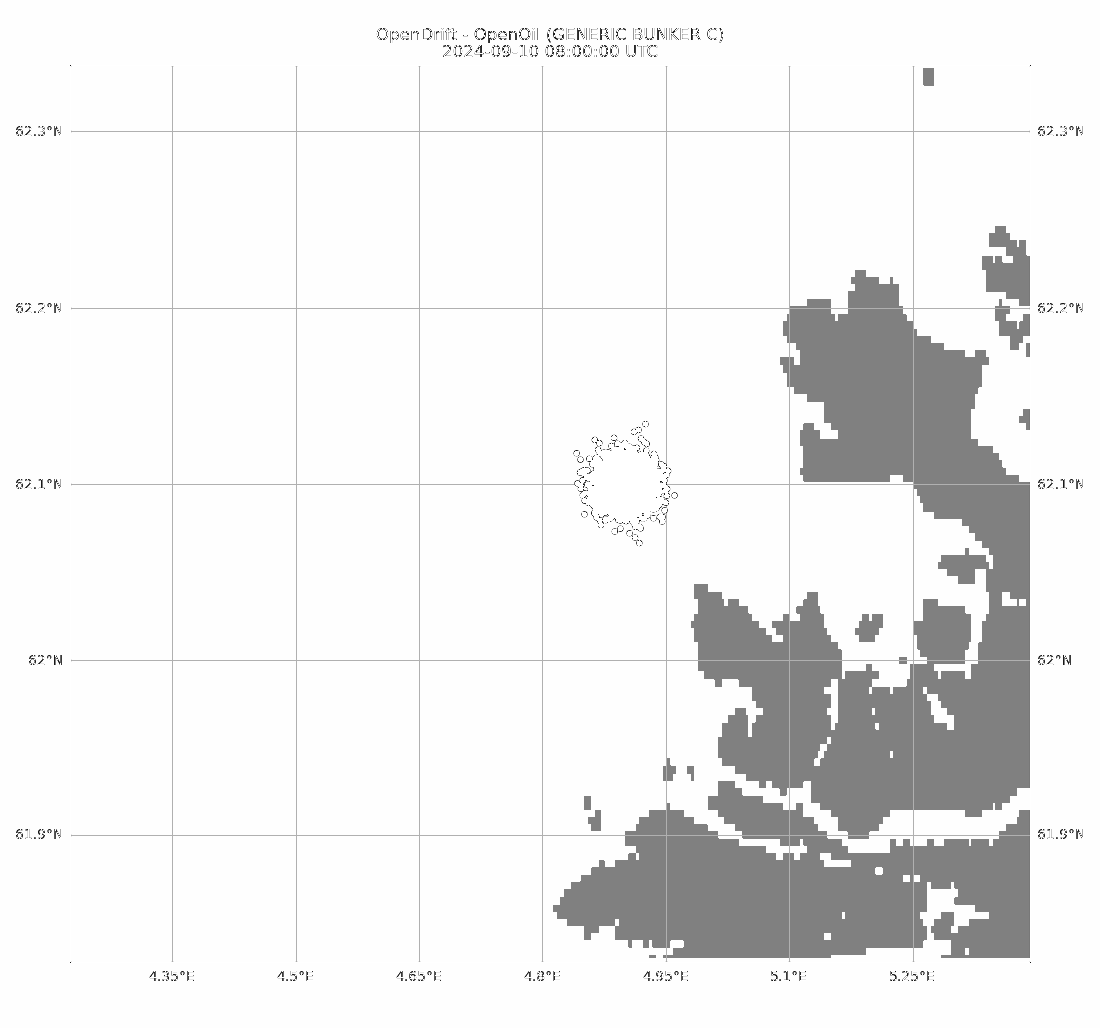 OpenDrift - OpenOil (GENERIC BUNKER C)
2024-09-10 08:00:00 UTC
62.3°N 62.3°N
62.2°N 62.2°N
62.1°N 62.1°N
62°N 62°N
61.9°N 61.9°N
4.35°E 4.5°E 4.65°E 4.8°E 4.95°E 5.1°E 5.25°E